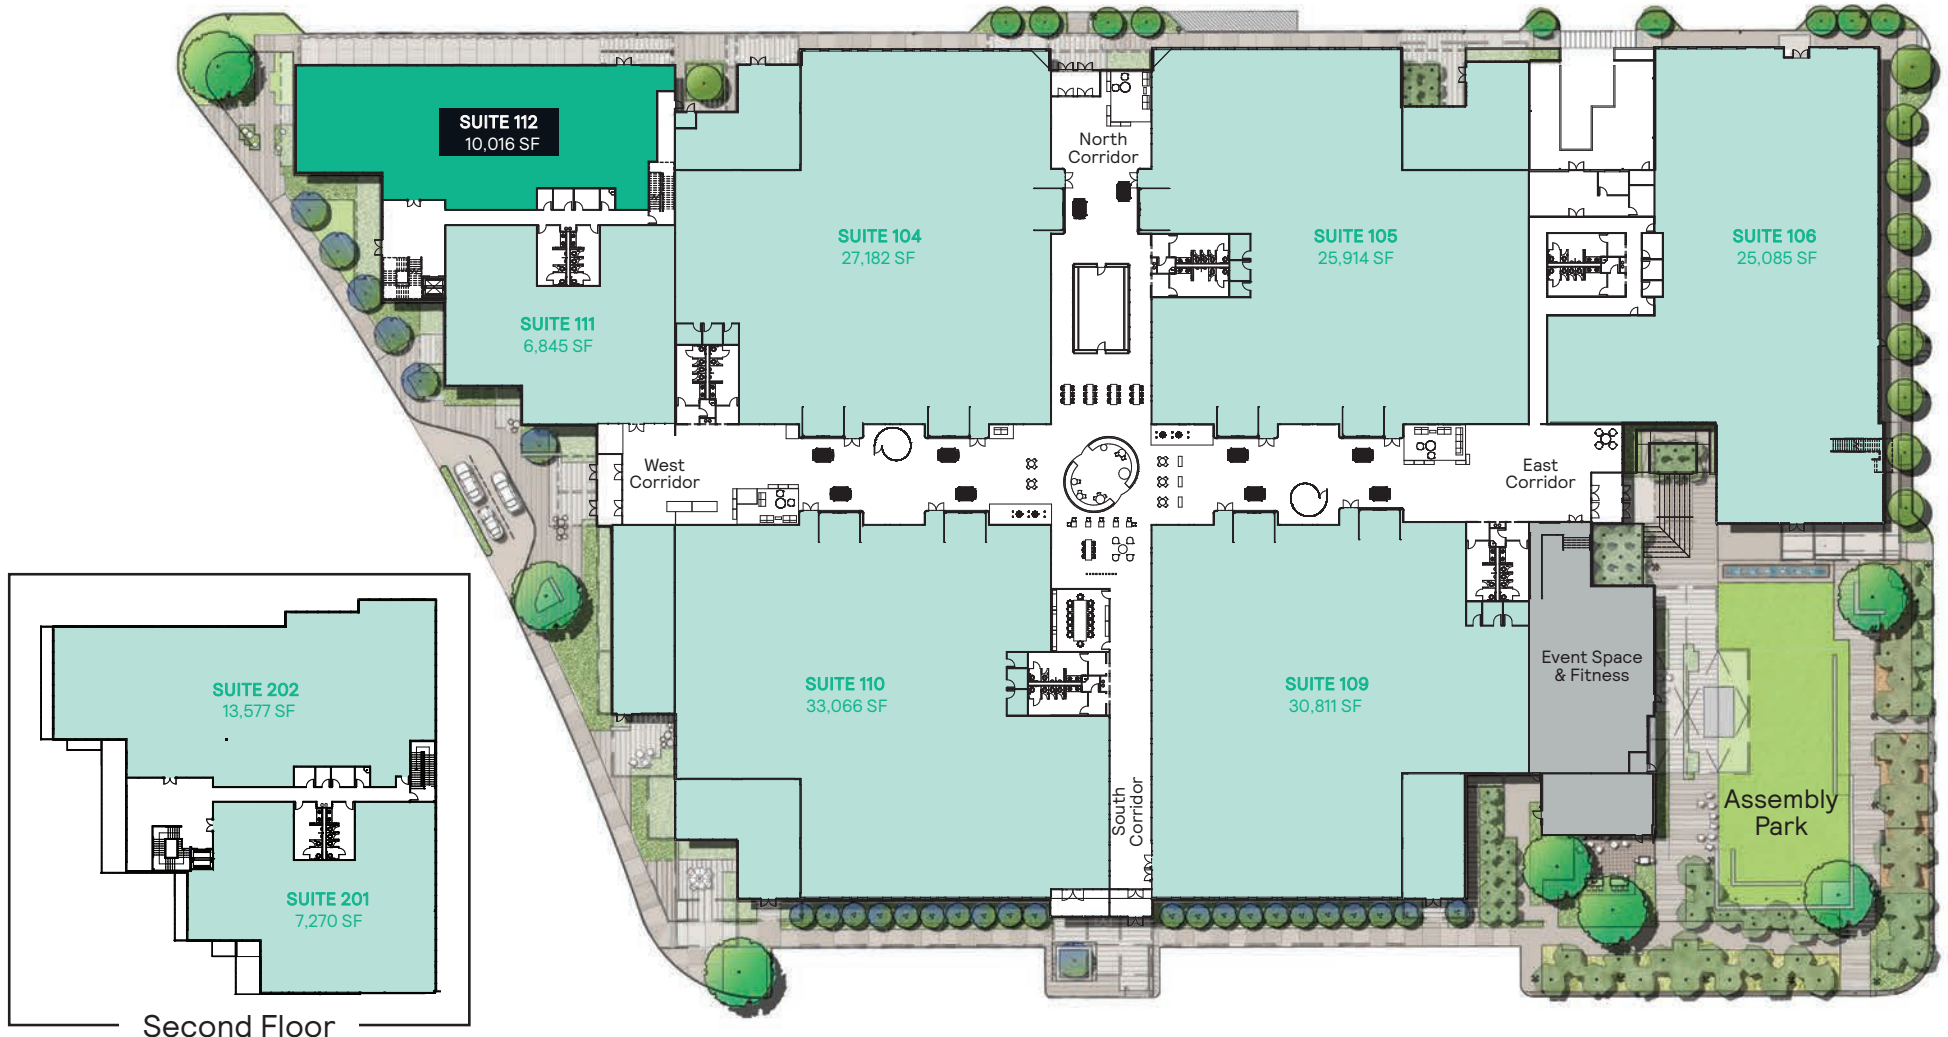 SUITE 112
10,016 SF
North
Corridor
SUITE 104
27,182 SF
SUITE 105
25,914 SF
SUITE 106
25,085 SF
SUITE 111
6,845 SF
West
Corridor
East
Corridor
SUITE 110
33,066 SF
SUITE 109
30,811 SF
Event Space
& Fitness
South
Corridor
Assembly
Park
SUITE 202
13,577 SF
SUITE 201
7,270 SF
Second Floor